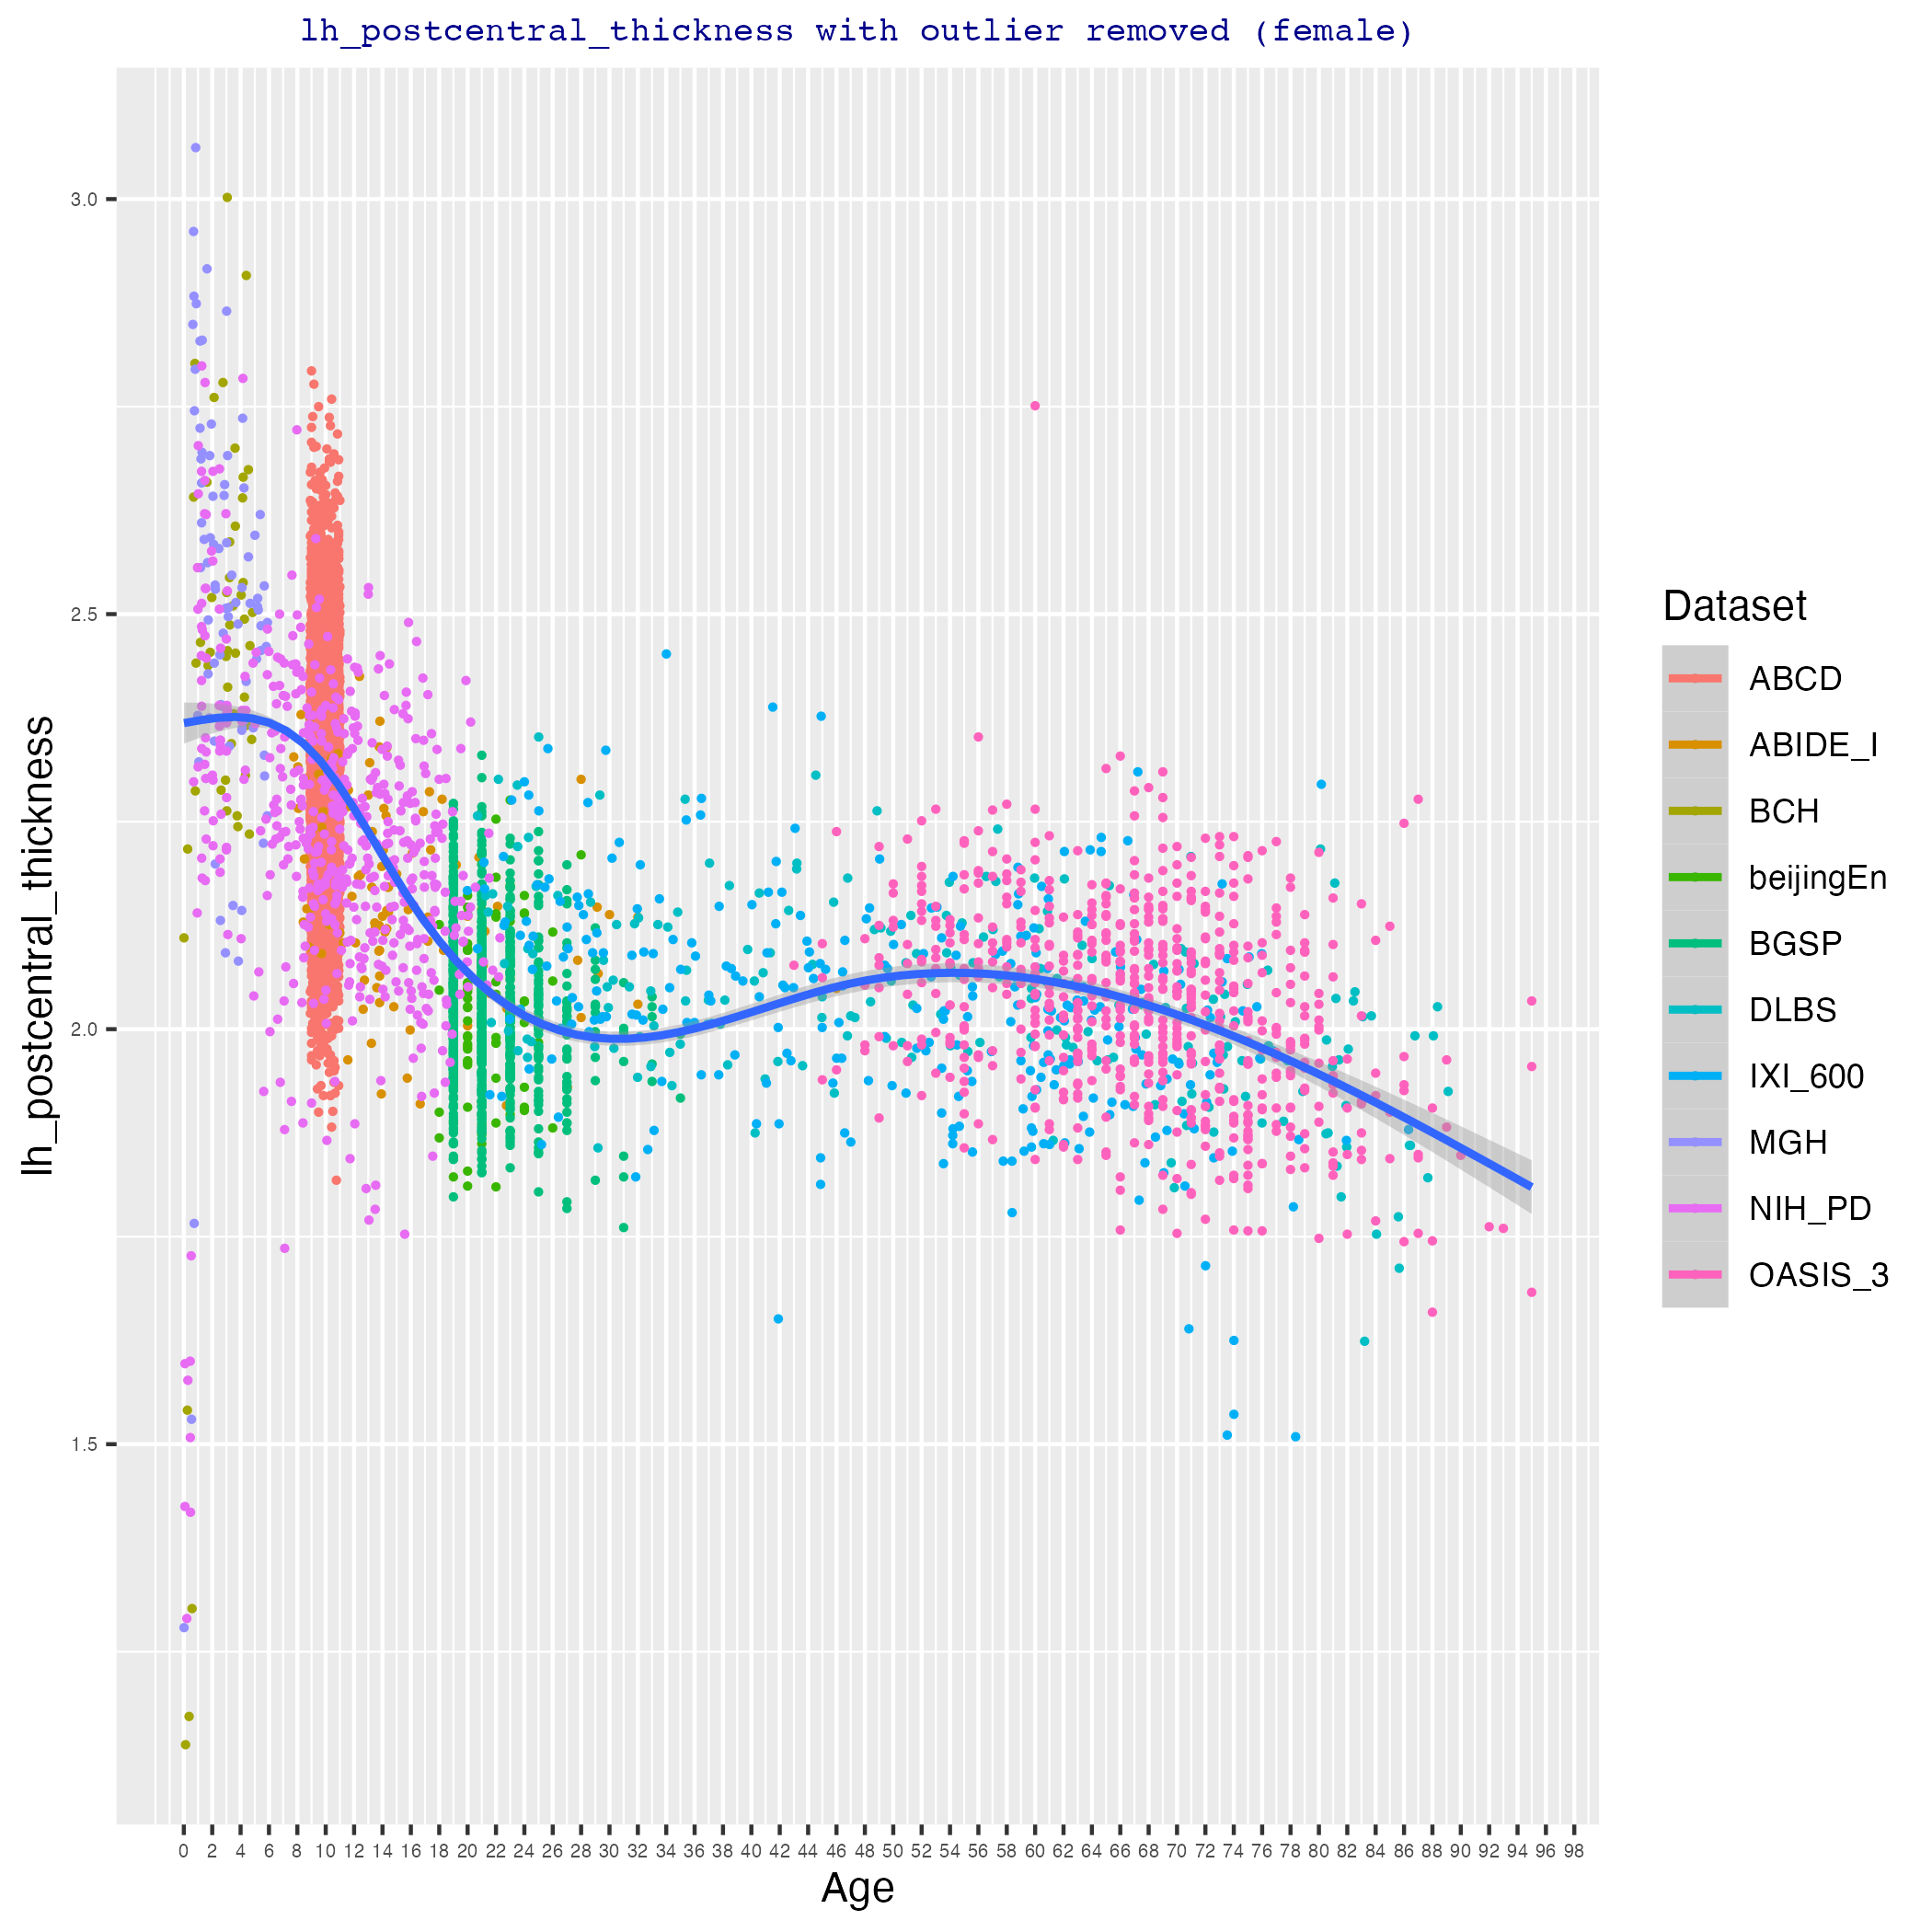 lh_postcentral_thickness with outlier removed (female)
lh_postcentral_thickness
3.0
2.5
2.0
1.5
0 2 4 6 8 10 12 14 16 18 20 22 24 26 28 30 32 34 36 38 40 42 44 46 48 50 52 54 56 58 60 62 64 66 68 70 72 74 76 78 80 82 84 86 88 90 92 94 96 98
Age
Dataset
ABCD
ABIDE_I
BCH
beijingEn
BGSP
DLBS
IXI_600
MGH
NIH_PD
OASIS_3